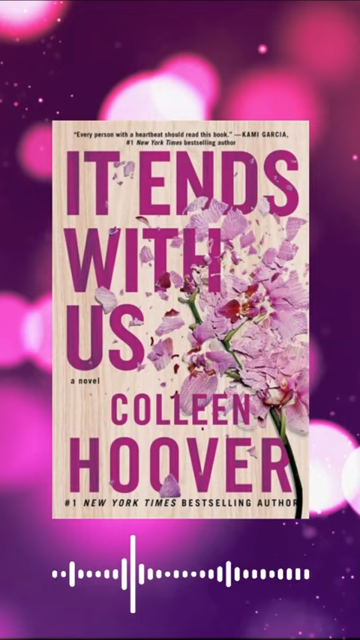 "Every person with a heartbeat should read this book." —KAMI GARCIA,
#1 New York Times bestselling author
IT ENDS
WITH
US
a novel
COLLEEN
HOOVER
#1 NEW YORK TIMES BESTSELLING AUTHOR